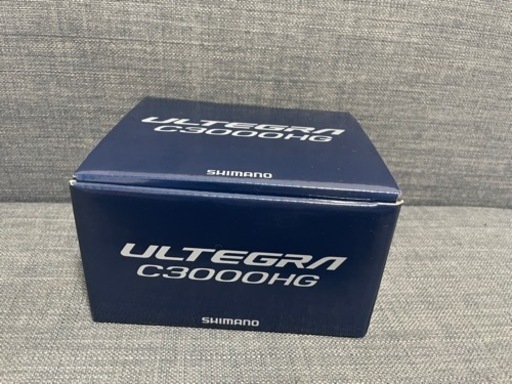 ULTEGRA
C3000HG
SHIMANO
ULTEGRA
C3000HG
SHIMANO